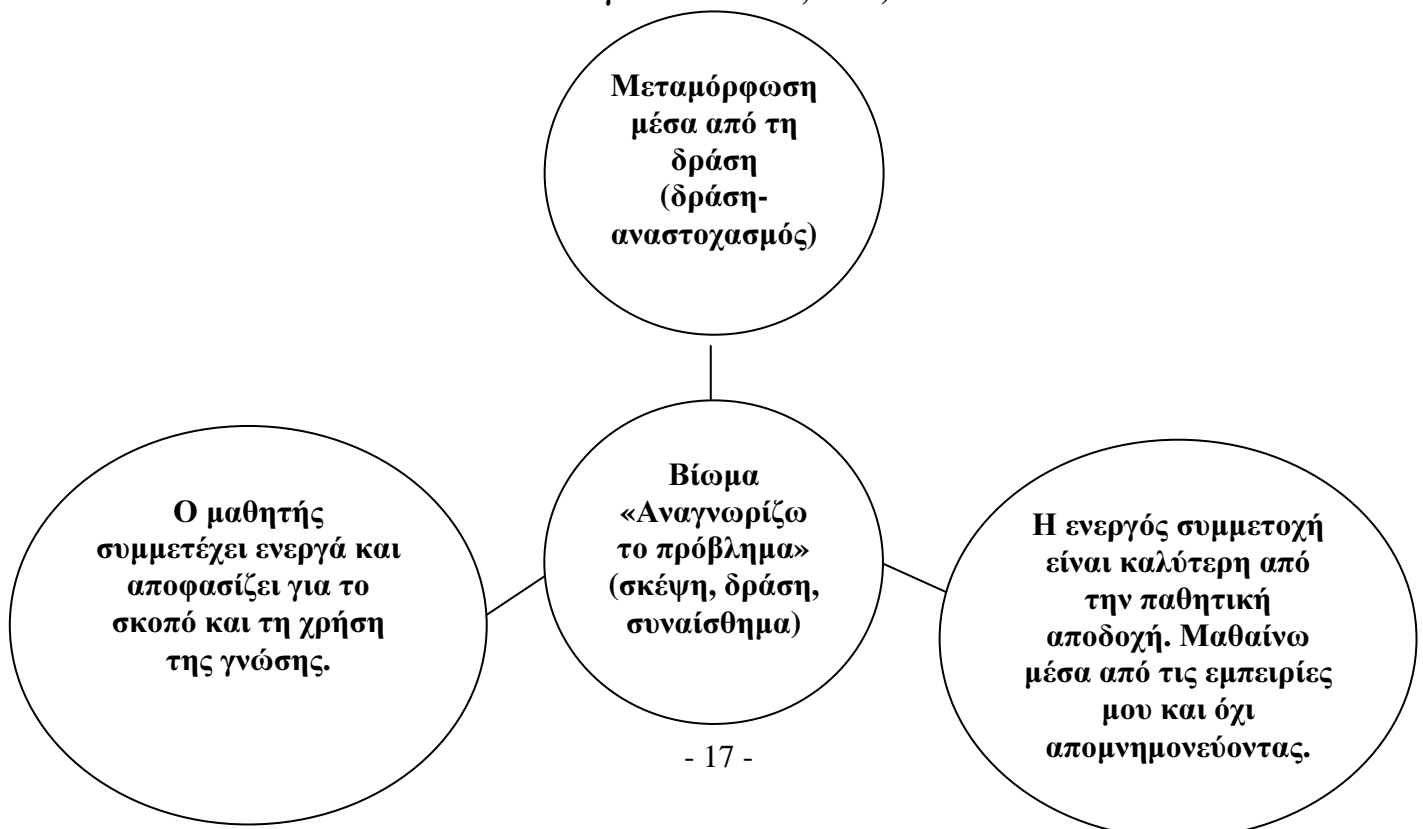 Μεταμόρφωση
μέσα από τη
δράση
(δράση-
αναστοχασμός)
Βίωμα
«Αναγνωρίζω
το πρόβλημα»
(σκέψη, δράση,
συναίσθημα)
Ο μαθητής
συμμετέχει ενεργά και
αποφασίζει για το
σκοπό και τη χρήση
της γνώσης.
Η ενεργός συμμετοχή
είναι καλύτερη από
την παθητική
αποδοχή. Μαθαίνω
μέσα από τις εμπειρίες
μου και όχι
απομνημονεύοντας.
- 17 -